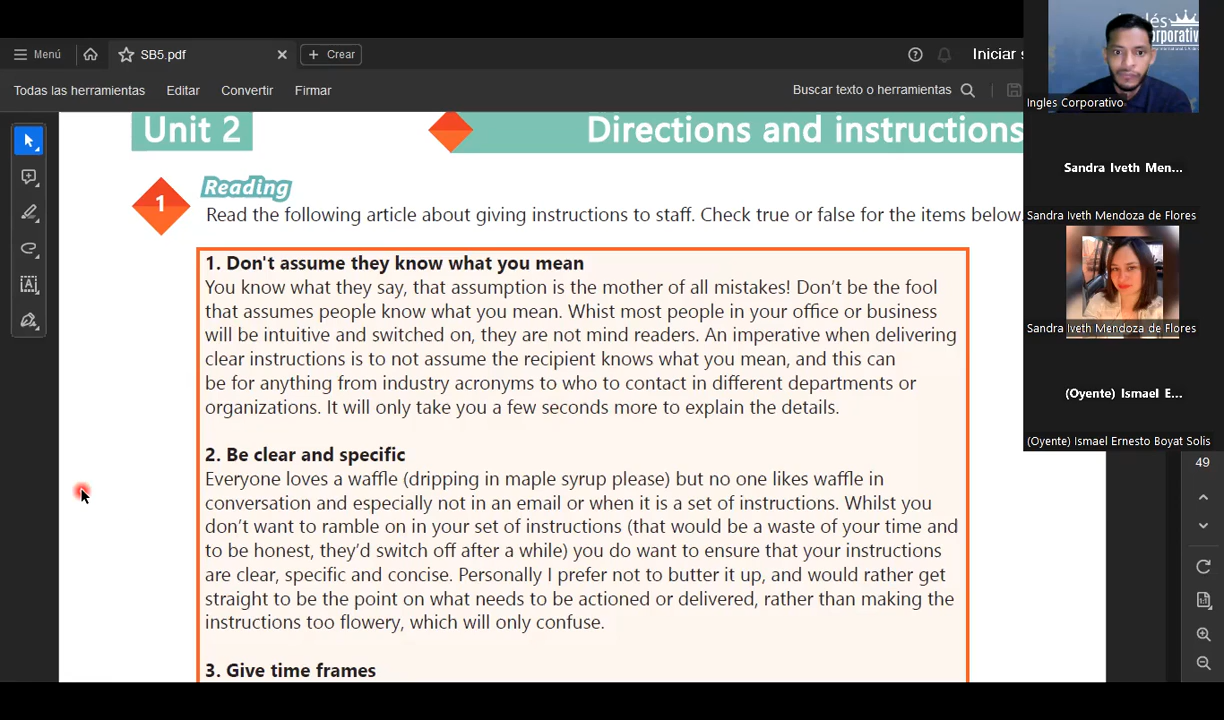 Menú
SB5.pdf
Crear
Iniciar s
Todas las herramientas
Editar
Convertir
Firmar
Buscar texto o herramientas
Unit 2
Directions and instructions
1
Reading
Read the following article about giving instructions to staff. Check true or false for the items below.
1. Don't assume they know what you mean
You know what they say, that assumption is the mother of all mistakes! Don't be the fool
that assumes people know what you mean. Whist most people in your office or business
will be intuitive and switched on, they are not mind readers. An imperative when delivering
clear instructions is to not assume the recipient knows what you mean, and this can
be for anything from industry acronyms to who to contact in different departments or
organizations. It will only take you a few seconds more to explain the details.
2. Be clear and specific
Everyone loves a waffle (dripping in maple syrup please) but no one likes waffle in
conversation and especially not in an email or when it is a set of instructions. Whilst you
don't want to ramble on in your set of instructions (that would be a waste of your time and
to be honest, they'd switch off after a while) you do want to ensure that your instructions
are clear, specific and concise. Personally I prefer not to butter it up, and would rather get
straight to be the point on what needs to be actioned or delivered, rather than making the
instructions too flowery, which will only confuse.
3. Give time frames
glés
orporativ
Ingles Corporativo
Sandra Iveth Men...
Sandra Iveth Mendoza de Flores
Sandra Iveth Mendoza de Flores
(Oyente) Ismael E...
(Oyente) Ismael Ernesto Boyat Solis
49
1:1